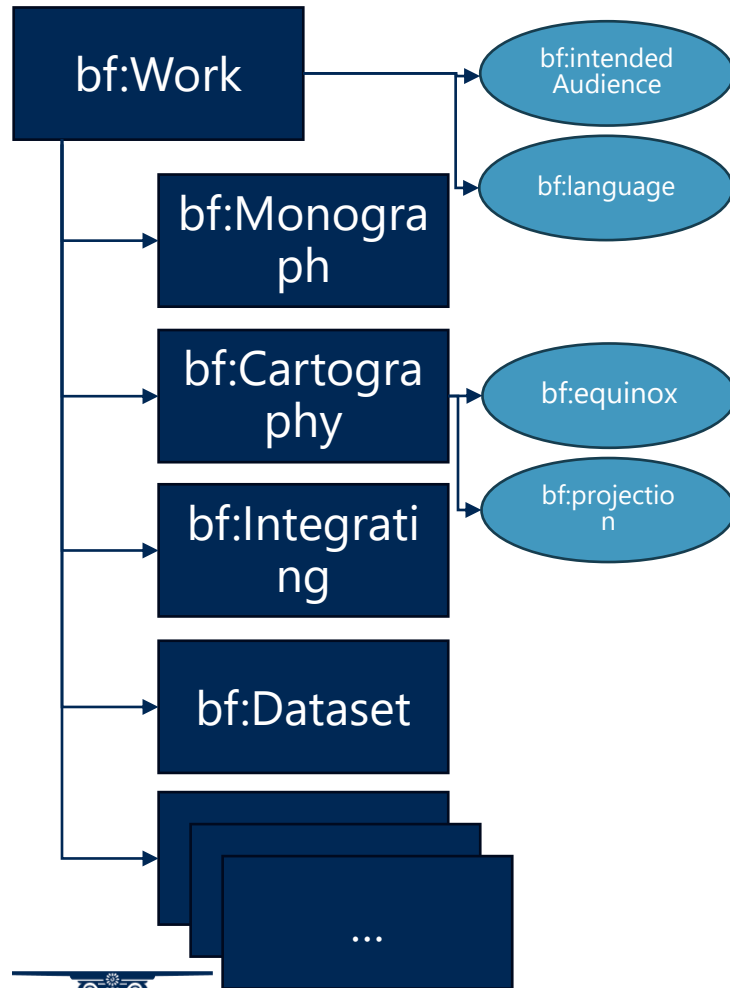 bf:Work
bf:intended
Audience
bf:language
bf:Monogra
ph
bf:Cartogra
phy
bf:equinox
bf:projectio
n
bf:Integrati
ng
bf:Dataset
...